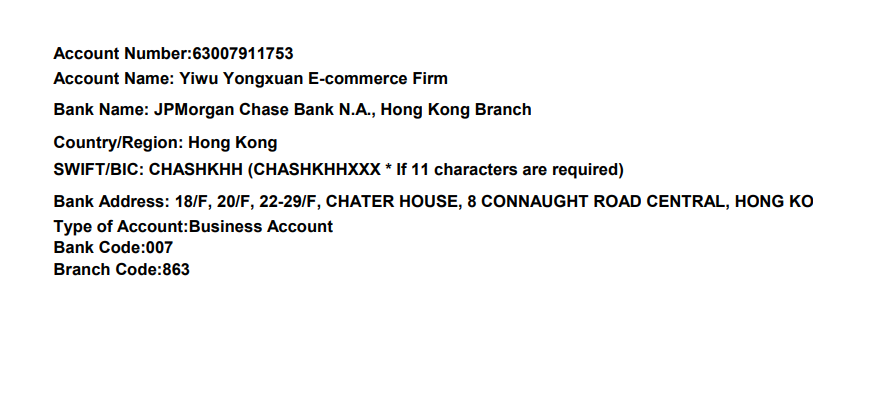 Account Number:63007911753
Account Name: Yiwu Yongxuan E-commerce Firm
Bank Name: JPMorgan Chase Bank N.A., Hong Kong Branch
Country/Region: Hong Kong
SWIFT/BIC: CHASHKHH (CHASHKHHXXX * If 11 characters are required)
Bank Address: 18/F, 20/F, 22-29/F, CHATER HOUSE, 8 CONNAUGHT ROAD CENTRAL, HONG KO
Type of Account:Business Account
Bank Code:007
Branch Code:863